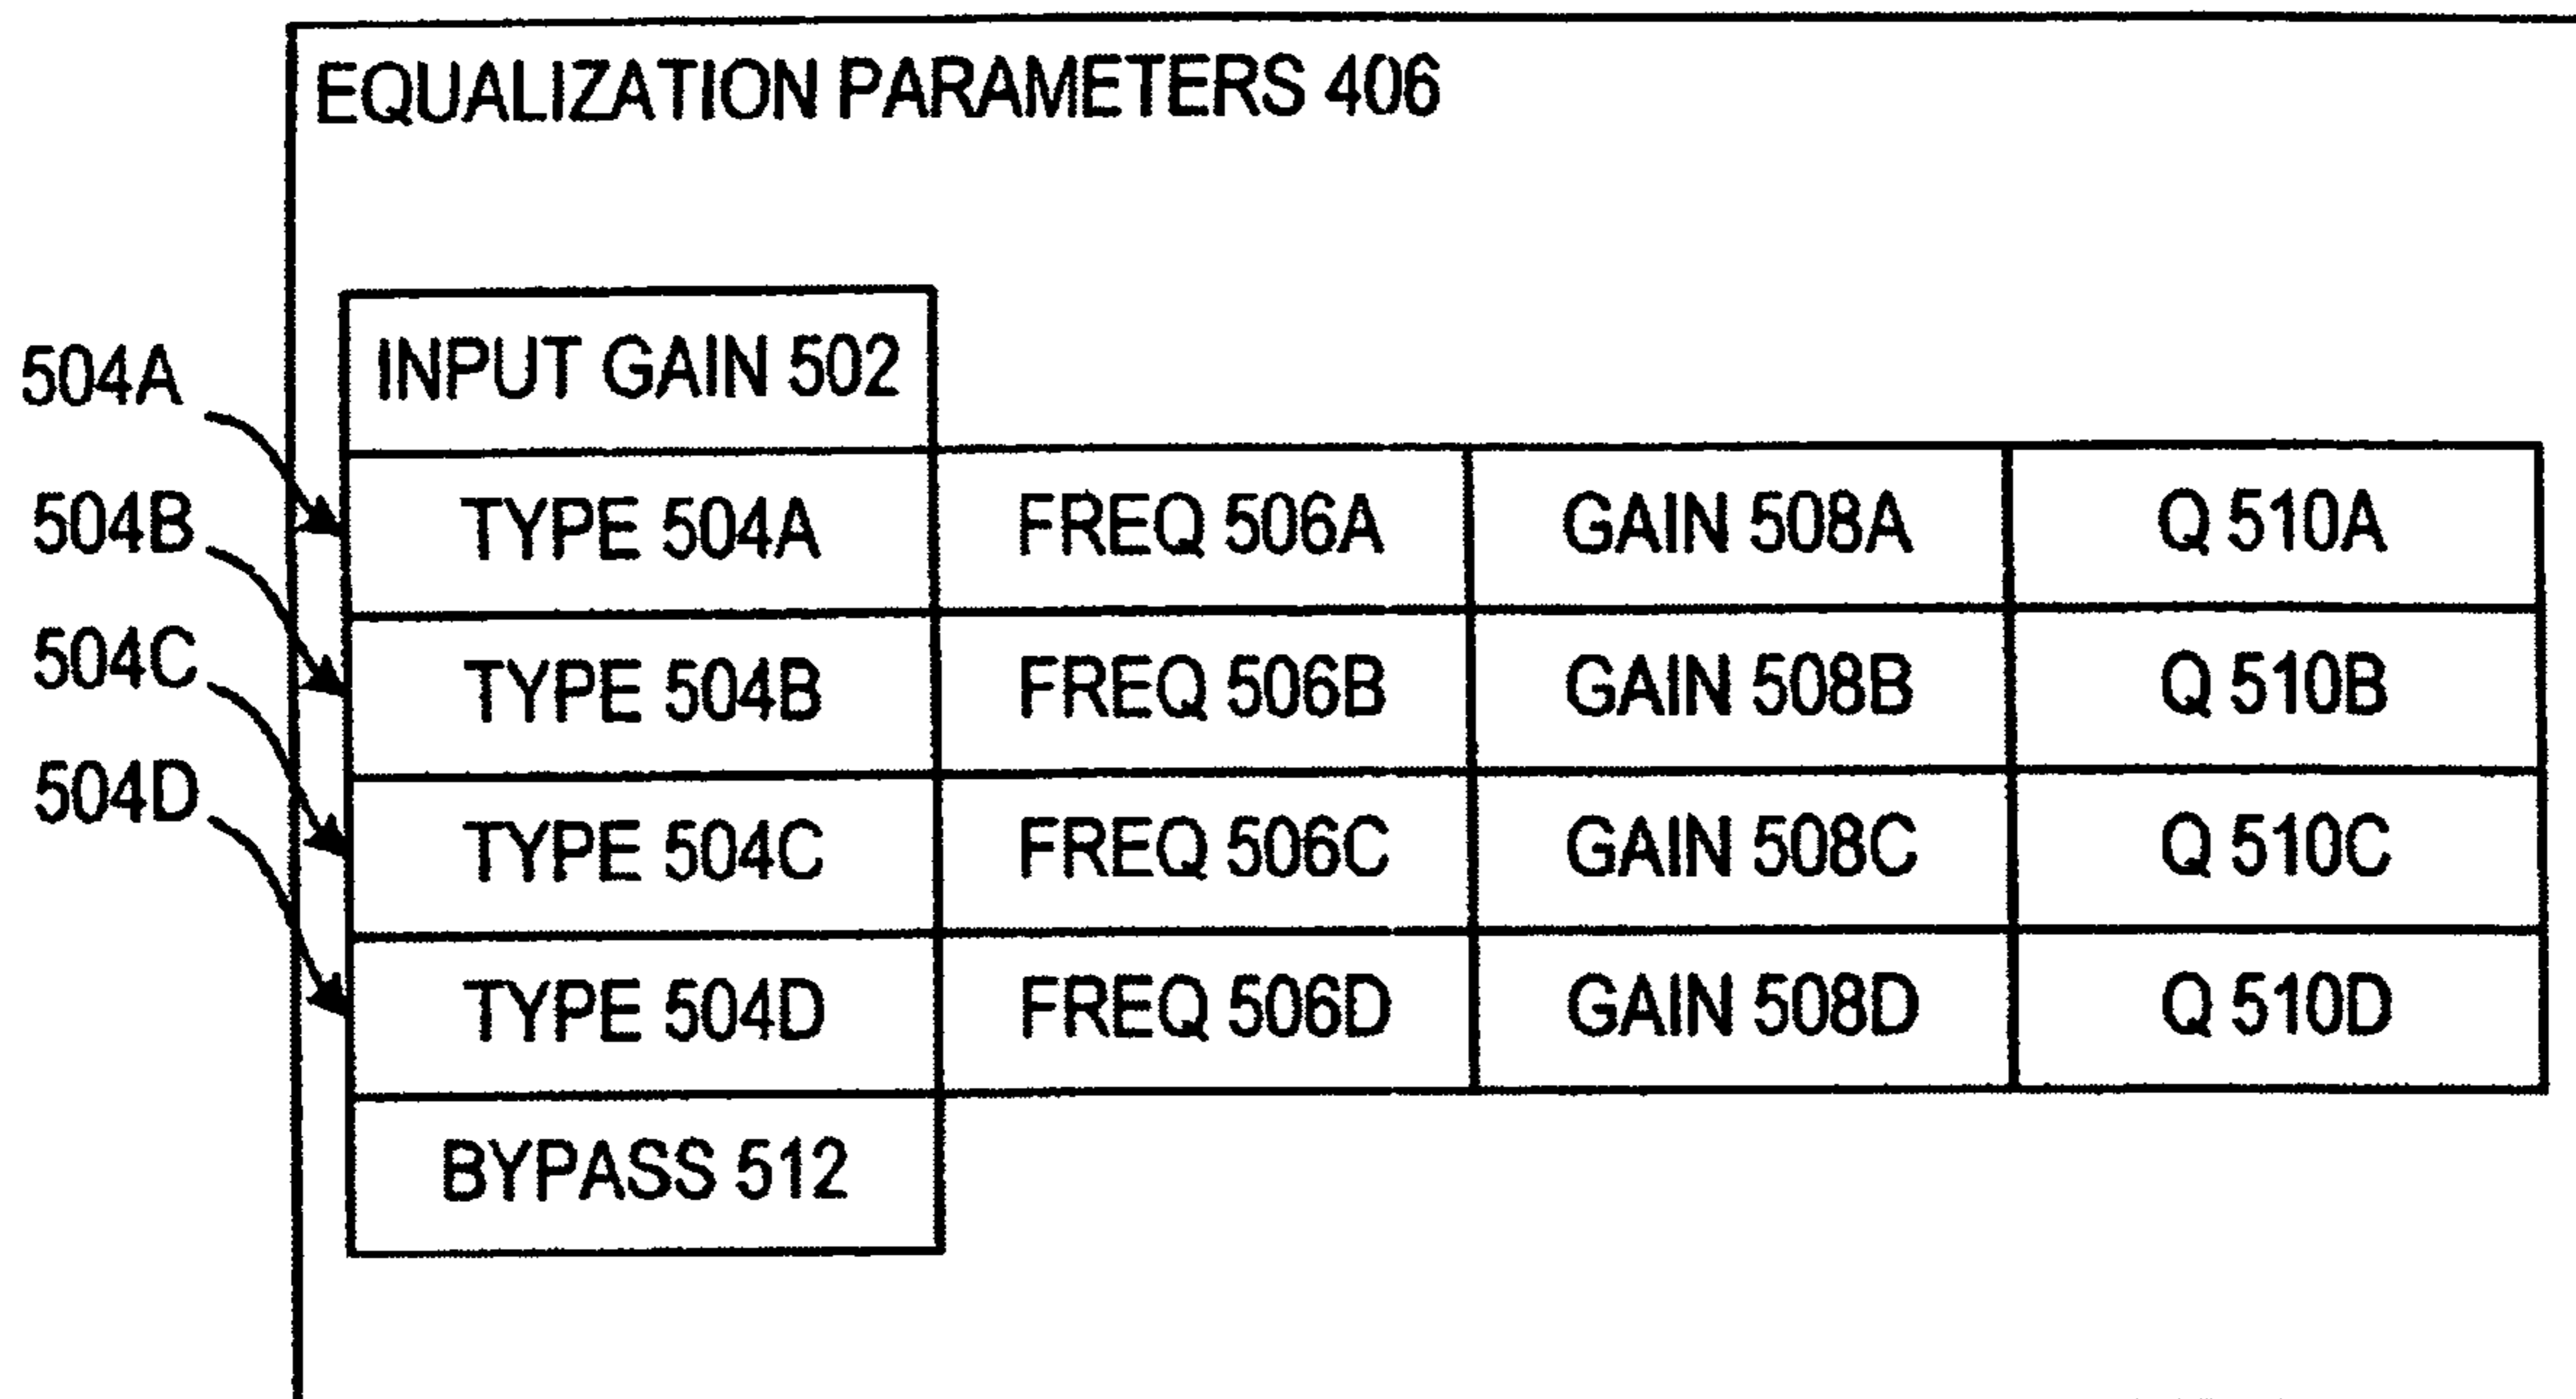 EQUALIZATION PARAMETERS 406
INPUT GAIN 502
504A
TYPE 504A FREQ 506A GAIN 508A Q 510A
504B
TYPE 504B FREQ 506B GAIN 508B Q 510B
504C
TYPE 504C FREQ 506C GAIN 508C Q 510C
504D
TYPE 504D FREQ 506D GAIN 508D Q 510D
BYPASS 512